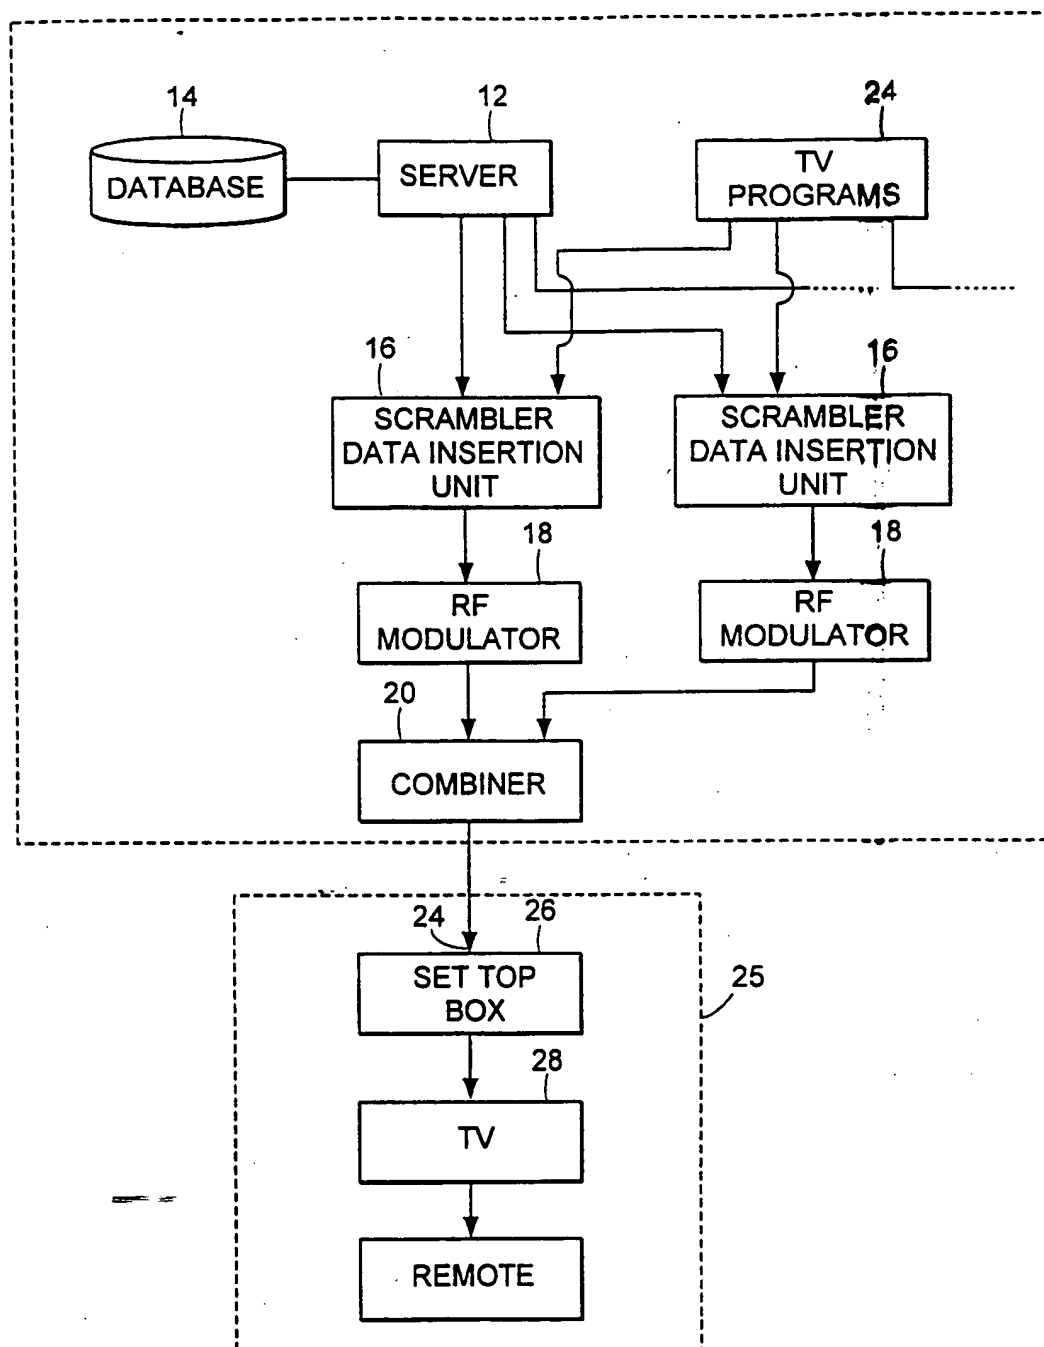 14
12
24
DATABASE
SERVER
TV
PROGRAMS
16
16
SCRAMBLER
DATA INSERTION
UNIT
SCRAMBLER
DATA INSERTION
UNIT
18
18
RF
MODULATOR
RF
MODULATOR
20
COMBINER
24
26
SET TOP
BOX
25
28
TV
REMOTE